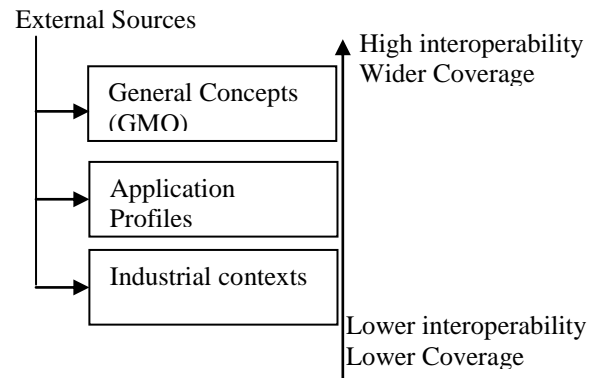 External Sources
High interoperability
Wider Coverage
General Concepts
(GMO)
Application
Profiles
Industrial contexts
Lower interoperability
Lower Coverage